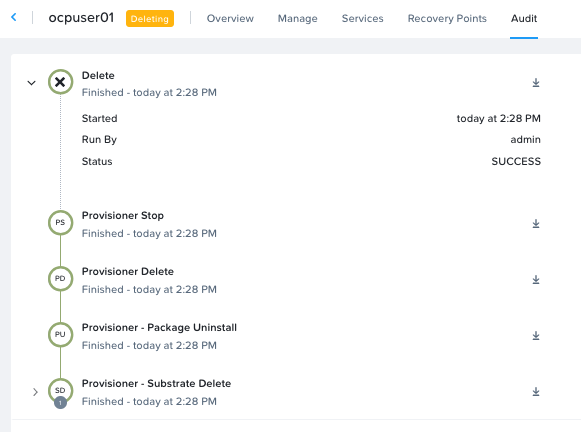 ocpuser01 Deleting Overview Manage Services Recovery Points Audit
Delete
Finished - today at 2:28 PM
Started today at 2:28 PM
Run By admin
Status SUCCESS
PS Provisioner Stop
Finished - today at 2:28 PM
PD Provisioner Delete
Finished - today at 2:28 PM
PU Provisioner - Package Uninstall
Finished - today at 2:28 PM
SD Provisioner - Substrate Delete
1 Finished - today at 2:28 PM